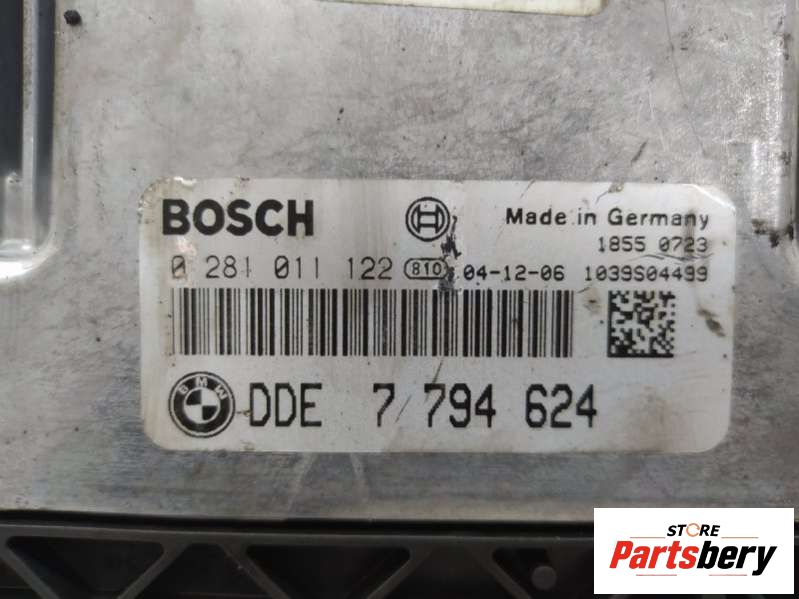 BOSCH
Made in Germany
1855 0723
0 281 011 122 810 04-12-06 1039S04499
BMW
DDE 7 794 624
STORE
Partsbery